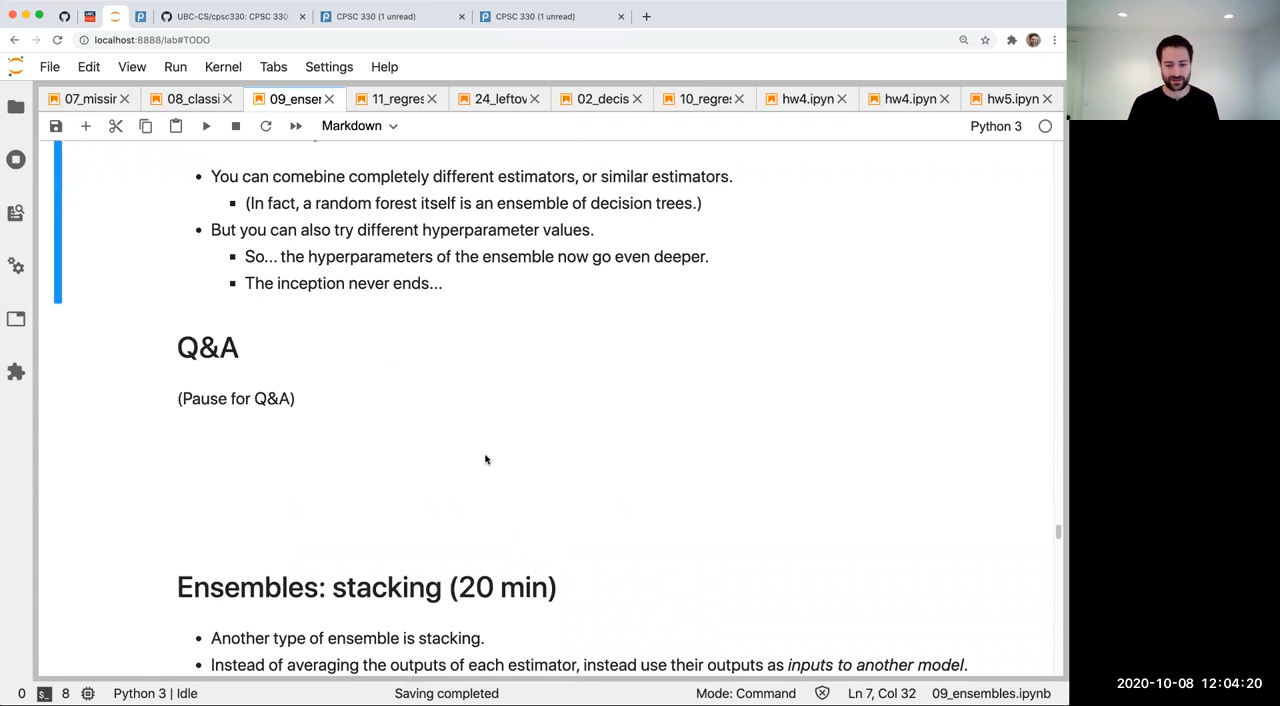 UBC-CS/cpsc330: CPSC 330: 
CPSC 330 (1 unread)
CPSC 330 (1 unread)
localhost:8888/lab#TODO
File Edit View Run Kernel Tabs Settings Help
07_missir 08_classi 09_enser 11_regres 24_leftov 02_decis 10_regres hw4.ipyn hw4.ipyn hw5.ipyn
Markdown Python 3
• You can comebine completely different estimators, or similar estimators.
▪ (In fact, a random forest itself is an ensemble of decision trees.)
• But you can also try different hyperparameter values.
▪ So... the hyperparameters of the ensemble now go even deeper.
▪ The inception never ends...
Q&A
(Pause for Q&A)
Ensembles: stacking (20 min)
• Another type of ensemble is stacking.
• Instead of averaging the outputs of each estimator, instead use their outputs as inputs to another model.
0 8 Python 3 | Idle Saving completed Mode: Command Ln 7, Col 32 09_ensembles.ipynb
2020-10-08 12:04:20